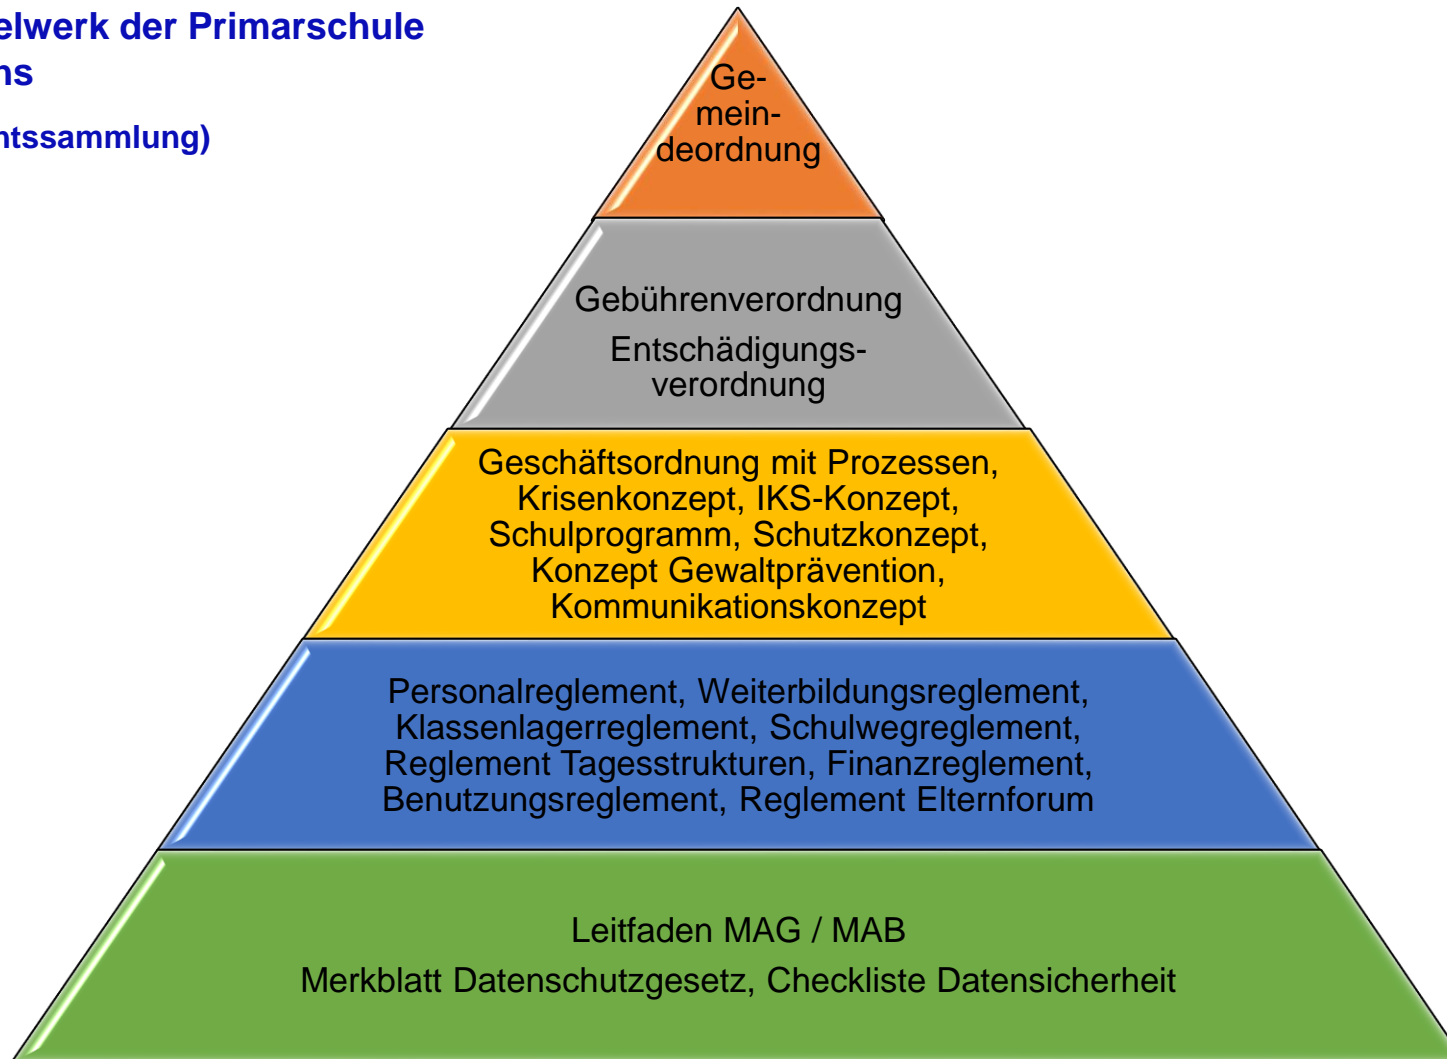 elwerk der Primarschule
ns
ntssammlung)
Ge-
mein-
deordnung
Gebührenverordnung
Entschädigungs-
verordnung
Geschäftsordnung mit Prozessen,
Krisenkonzept, IKS-Konzept,
Schulprogramm, Schutzkonzept,
Konzept Gewaltprävention,
Kommunikationskonzept
Personalreglement, Weiterbildungsreglement,
Klassenlagerreglement, Schulwegreglement,
Reglement Tagesstrukturen, Finanzreglement,
Benutzungsreglement, Reglement Elternforum
Leitfaden MAG / MAB
Merkblatt Datenschutzgesetz, Checkliste Datensicherheit